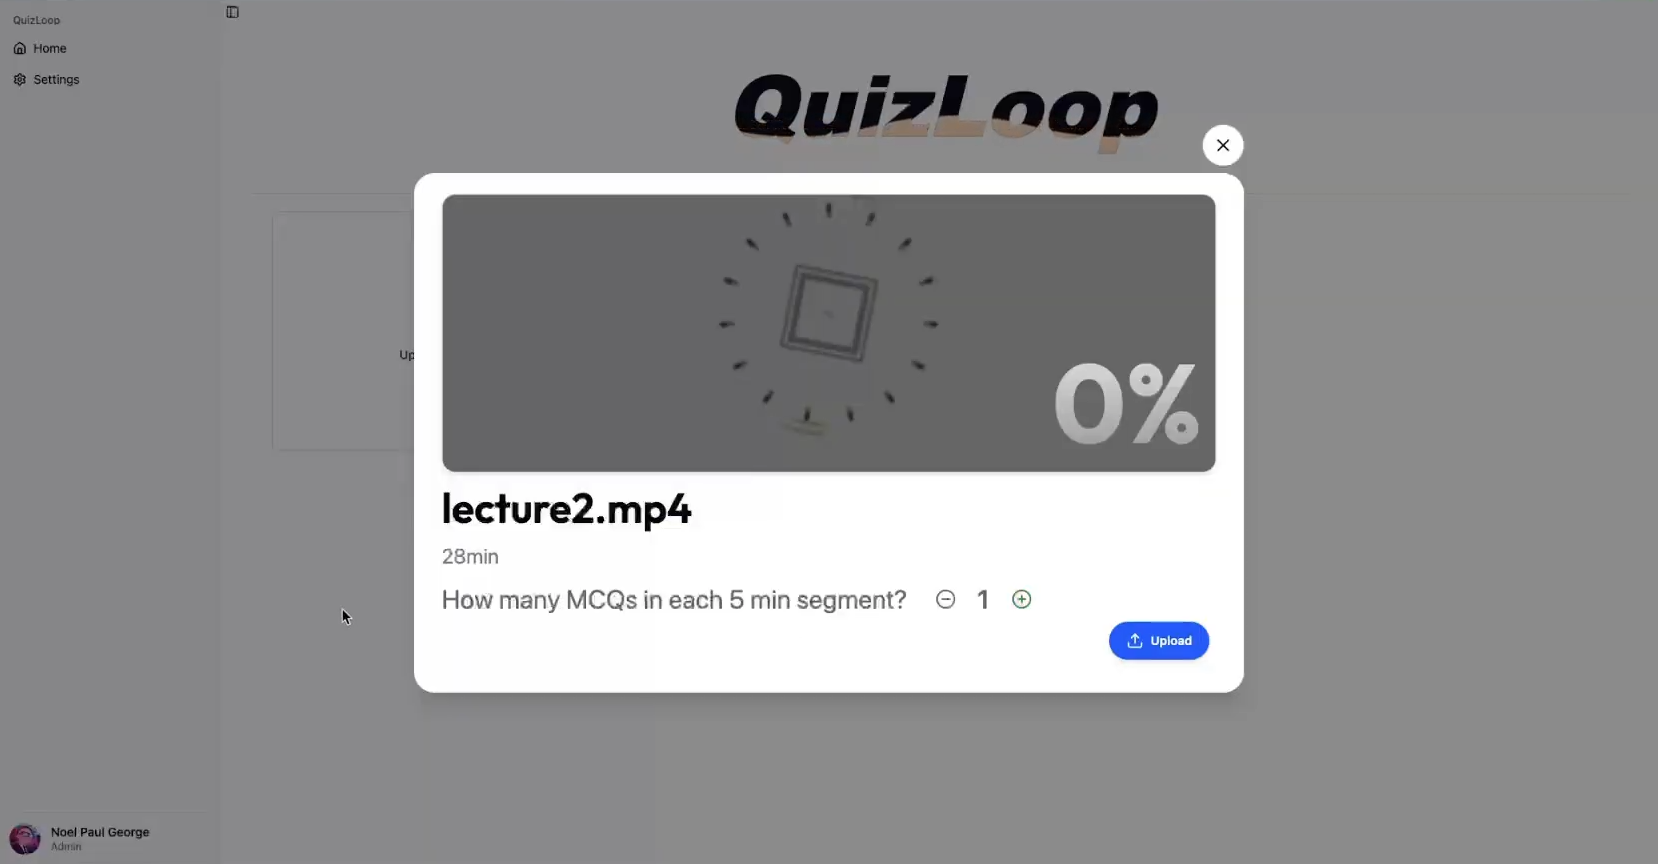 QuizLoop
Home
Settings
QuizLoop
Up
0%
lecture2.mp4
28min
How many MCQs in each 5 min segment? 1
Upload
Noel Paul George
Admin